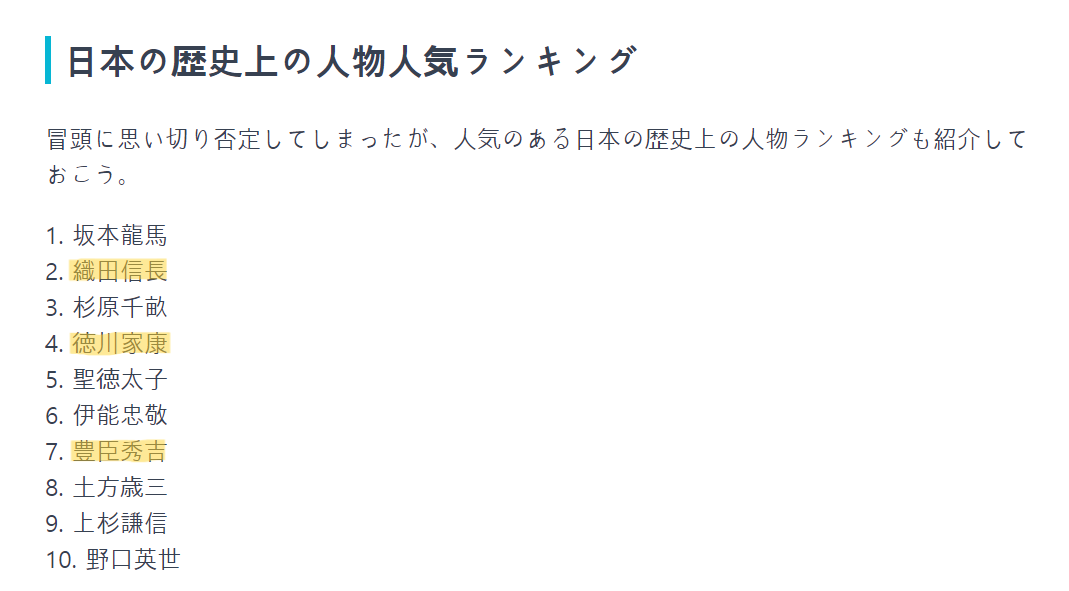 日本の歴史上の人物人気ランキング
冒頭に思い切り否定してしまったが、人気のある日本の歴史上の人物ランキングも紹介して
おこう。
1. 坂本龍馬
2. 織田信長
3. 杉原千畝
4. 徳川家康
5. 聖徳太子
6. 伊能忠敬
7. 豊臣秀吉
8. 土方歳三
9. 上杉謙信
10. 野口英世